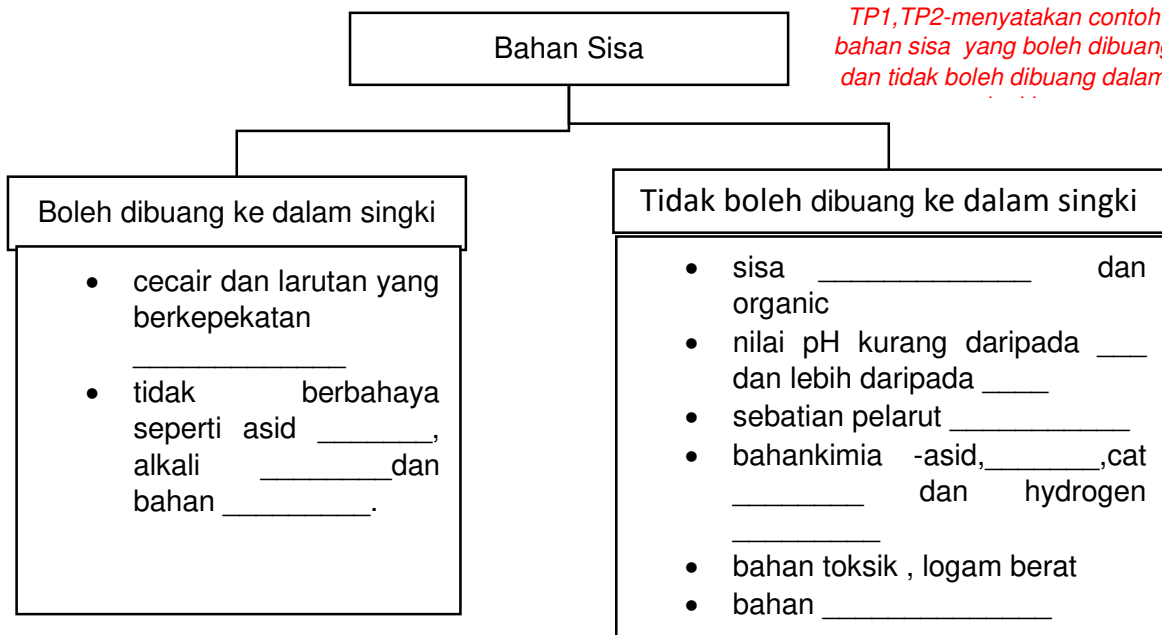 Bahan Sisa
TP1,TP2-menyatakan contoh
bahan sisa yang boleh dibuang
dan tidak boleh dibuang dalam
Boleh dibuang ke dalam singki
cecair dan larutan yang
berkepekatan
_____________
tidak berbahaya
seperti asid _______,
alkali ________dan
bahan _________.
Tidak boleh dibuang ke dalam singki
sisa _____________ dan
organic
nilai pH kurang daripada ___
dan lebih daripada ____
sebatian pelarut ___________
bahankimia -asid,_______,cat
________ dan hydrogen
_________
bahan toksik , logam berat
bahan ______________